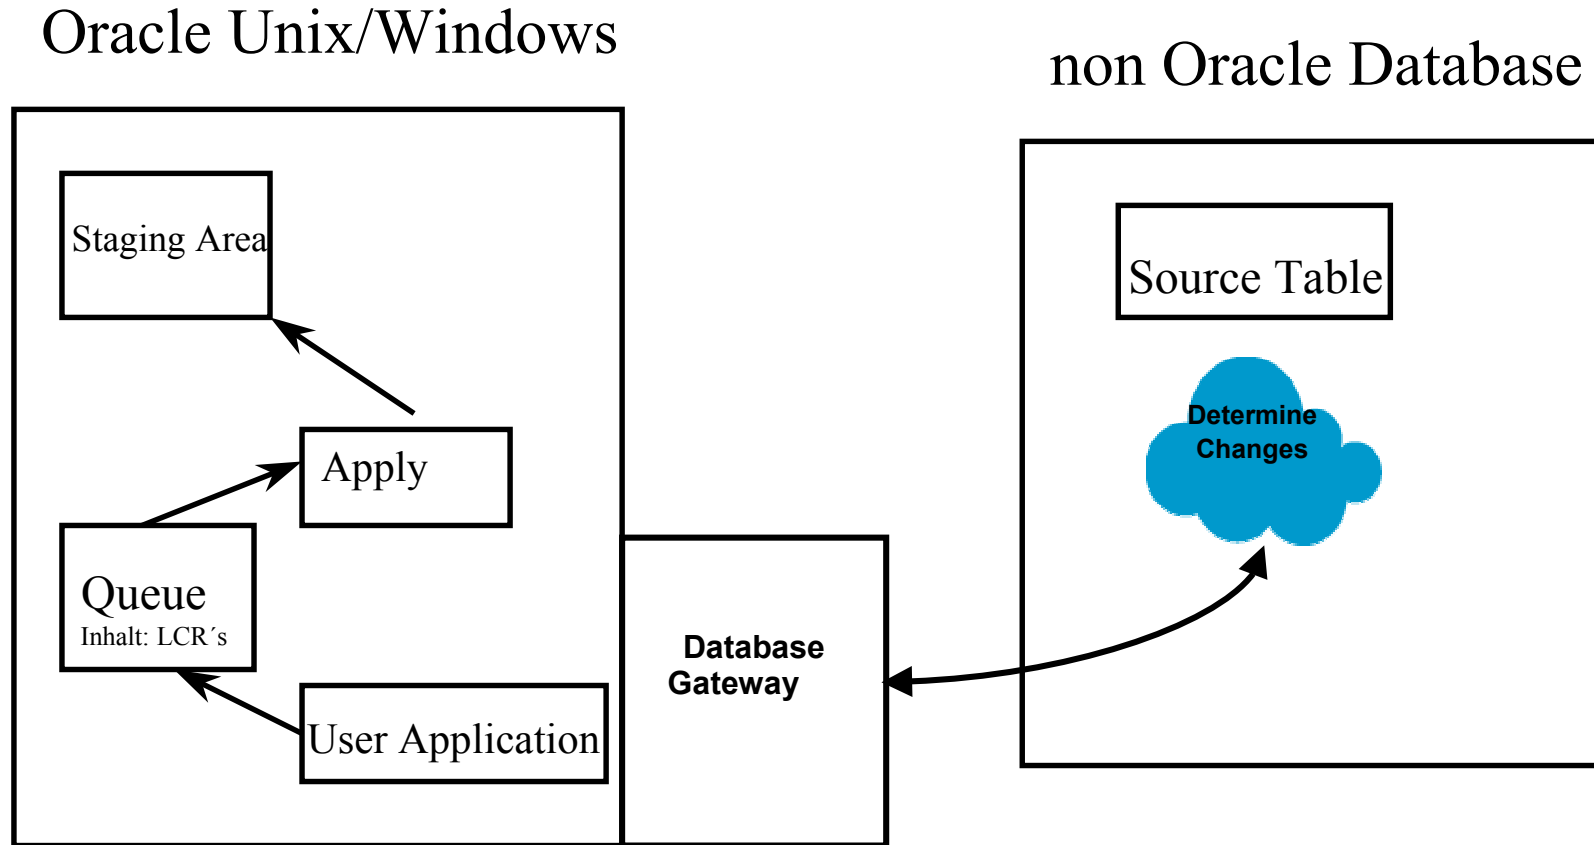 Oracle Unix/Windows
non Oracle Database
Staging Area
Source Table
Determine
Changes
Apply
Queue
Inhalt: LCR´s
Database
Gateway
User Application